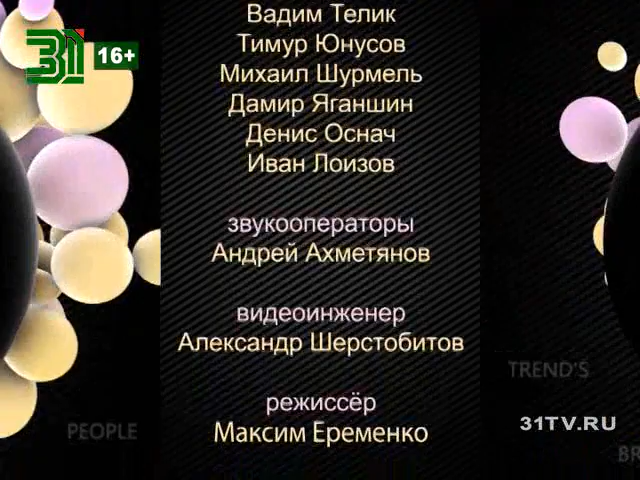 Вадим Телик
31 16+
Тимур Юнусов
Михаил Шурмель
Дамир Яганшин
Денис Оснач
Иван Лоизов
звукооператоры
Андрей Ахметянов
видеоинженер
Александр Шерстобитов
TREND'S
режиссёр
31TV.RU
PEOPLE
Максим Еременко
BR